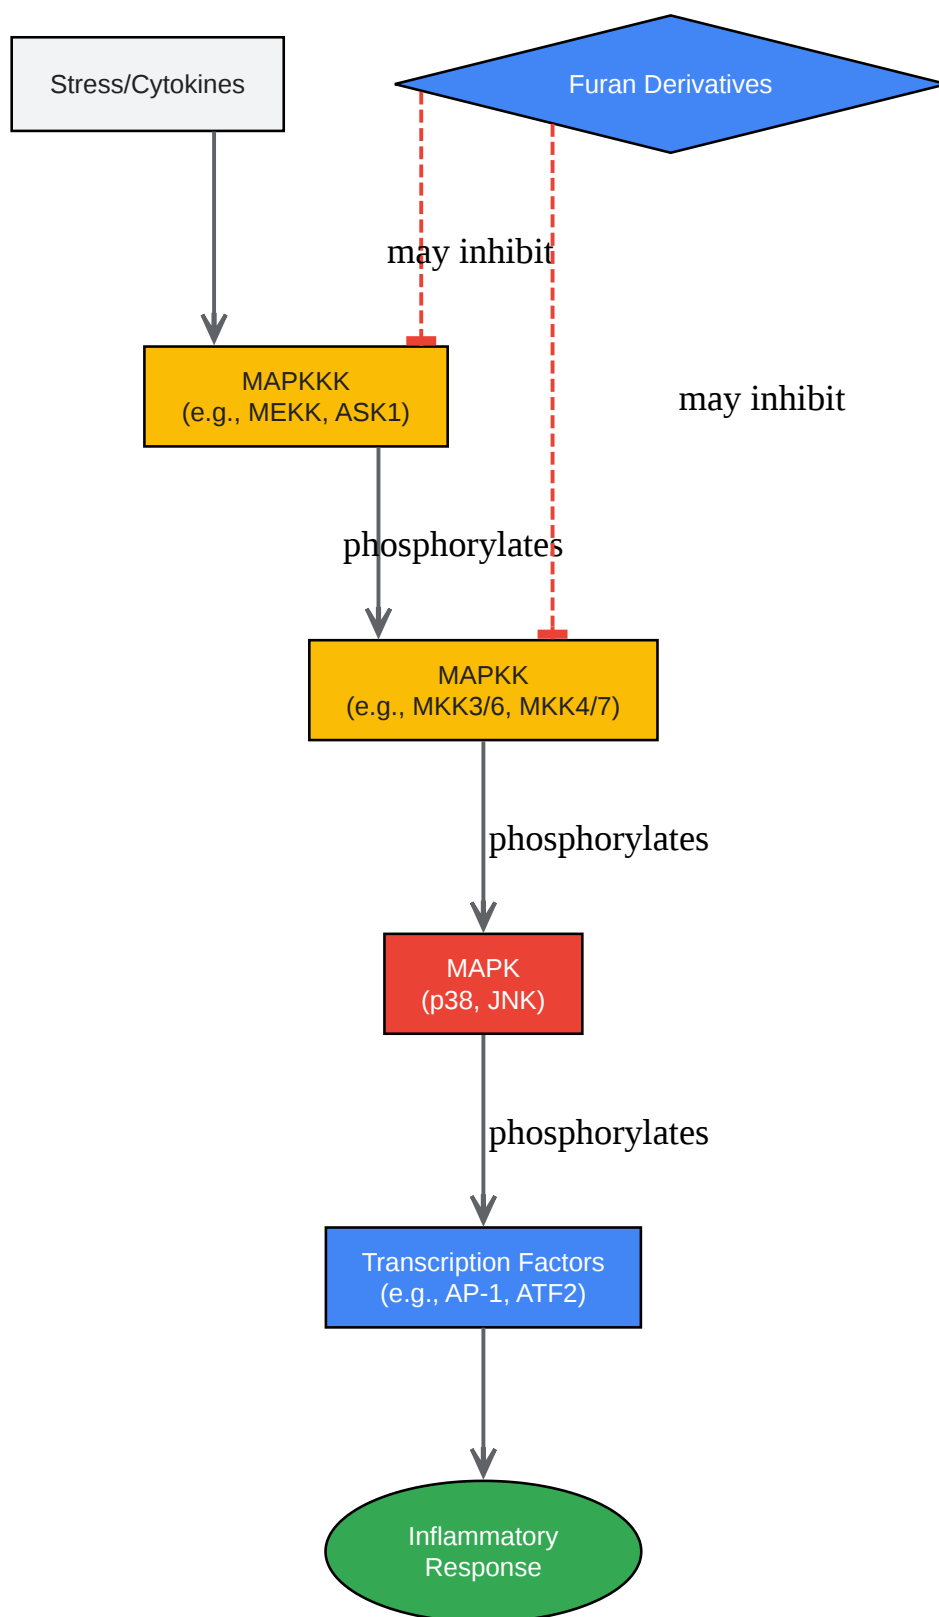 Stress/Cytokines
Furan Derivatives
may inhibit
MAPKKK
(e.g., MEKK, ASK1)
may inhibit
phosphorylates
MAPKK
(e.g., MKK3/6, MKK4/7)
phosphorylates
MAPK
(p38, JNK)
phosphorylates
Transcription Factors
(e.g., AP-1, ATF2)
Inflammatory
Response